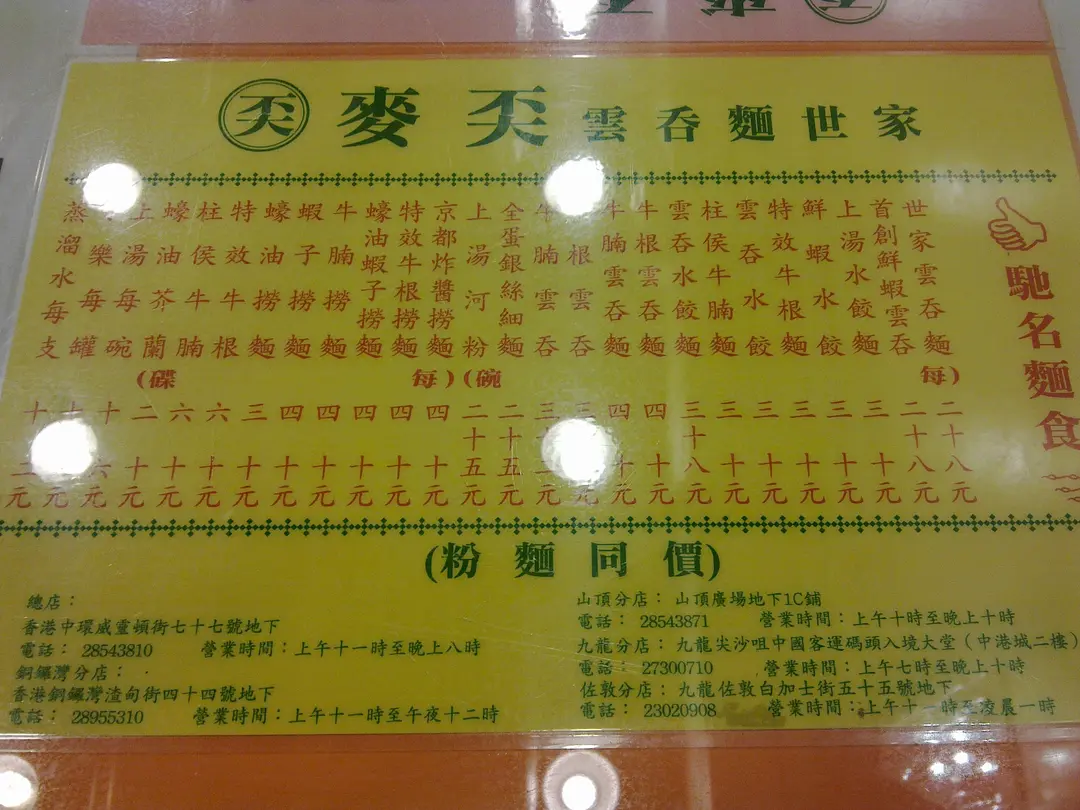 奀 麥奀 雲吞麵世家
馳名麵食
世家雲吞麵 二十八元
首創鮮蝦雲吞 二十八元
上湯水餃麵 三十元
鮮蝦水餃 三十元
特效牛根麵 三十元
雲吞水餃 三十元
柱侯牛腩麵 三十元
雲吞水餃麵 三十八元
牛根雲吞麵 四十元
牛腩雲吞麵 四十元
根雲吞 三元
牛腩雲吞 三元
全蛋銀絲細麵 二十五元
上湯河粉 二十五元
(每碗)
京都炸醬撈麵 四十元
特效牛根撈麵 四十元
蠔油蝦子撈麵 四十元
牛腩撈麵 四十元
蝦子撈麵 四十元
蠔油撈麵 三十元
特效牛根 六十元
柱侯牛腩 六十元
蠔油芥蘭 二十元
(每碟)
上湯每碗 十六元
樂每罐 元
蒸溜水每支 十二元
(粉麵同價)
總店：
香港中環威靈頓街七十七號地下
電話： 28543810 營業時間：上午十一時至晚上八時
銅鑼灣分店：
香港銅鑼灣渣甸街四十四號地下
電話： 28955310 營業時間：上午十一時至午夜十二時
山頂分店： 山頂廣場地下1C鋪
電話： 28543871 營業時間：上午十時至晚上十時
九龍分店： 九龍尖沙咀中國客運碼頭入境大堂（中港城二樓）
電話： 27300710 營業時間：上午七時至晚上十時
佐敦分店： 九龍佐敦白加士街五十五號地下
電話： 23020908 營業時間：上午十一時至凌晨一時